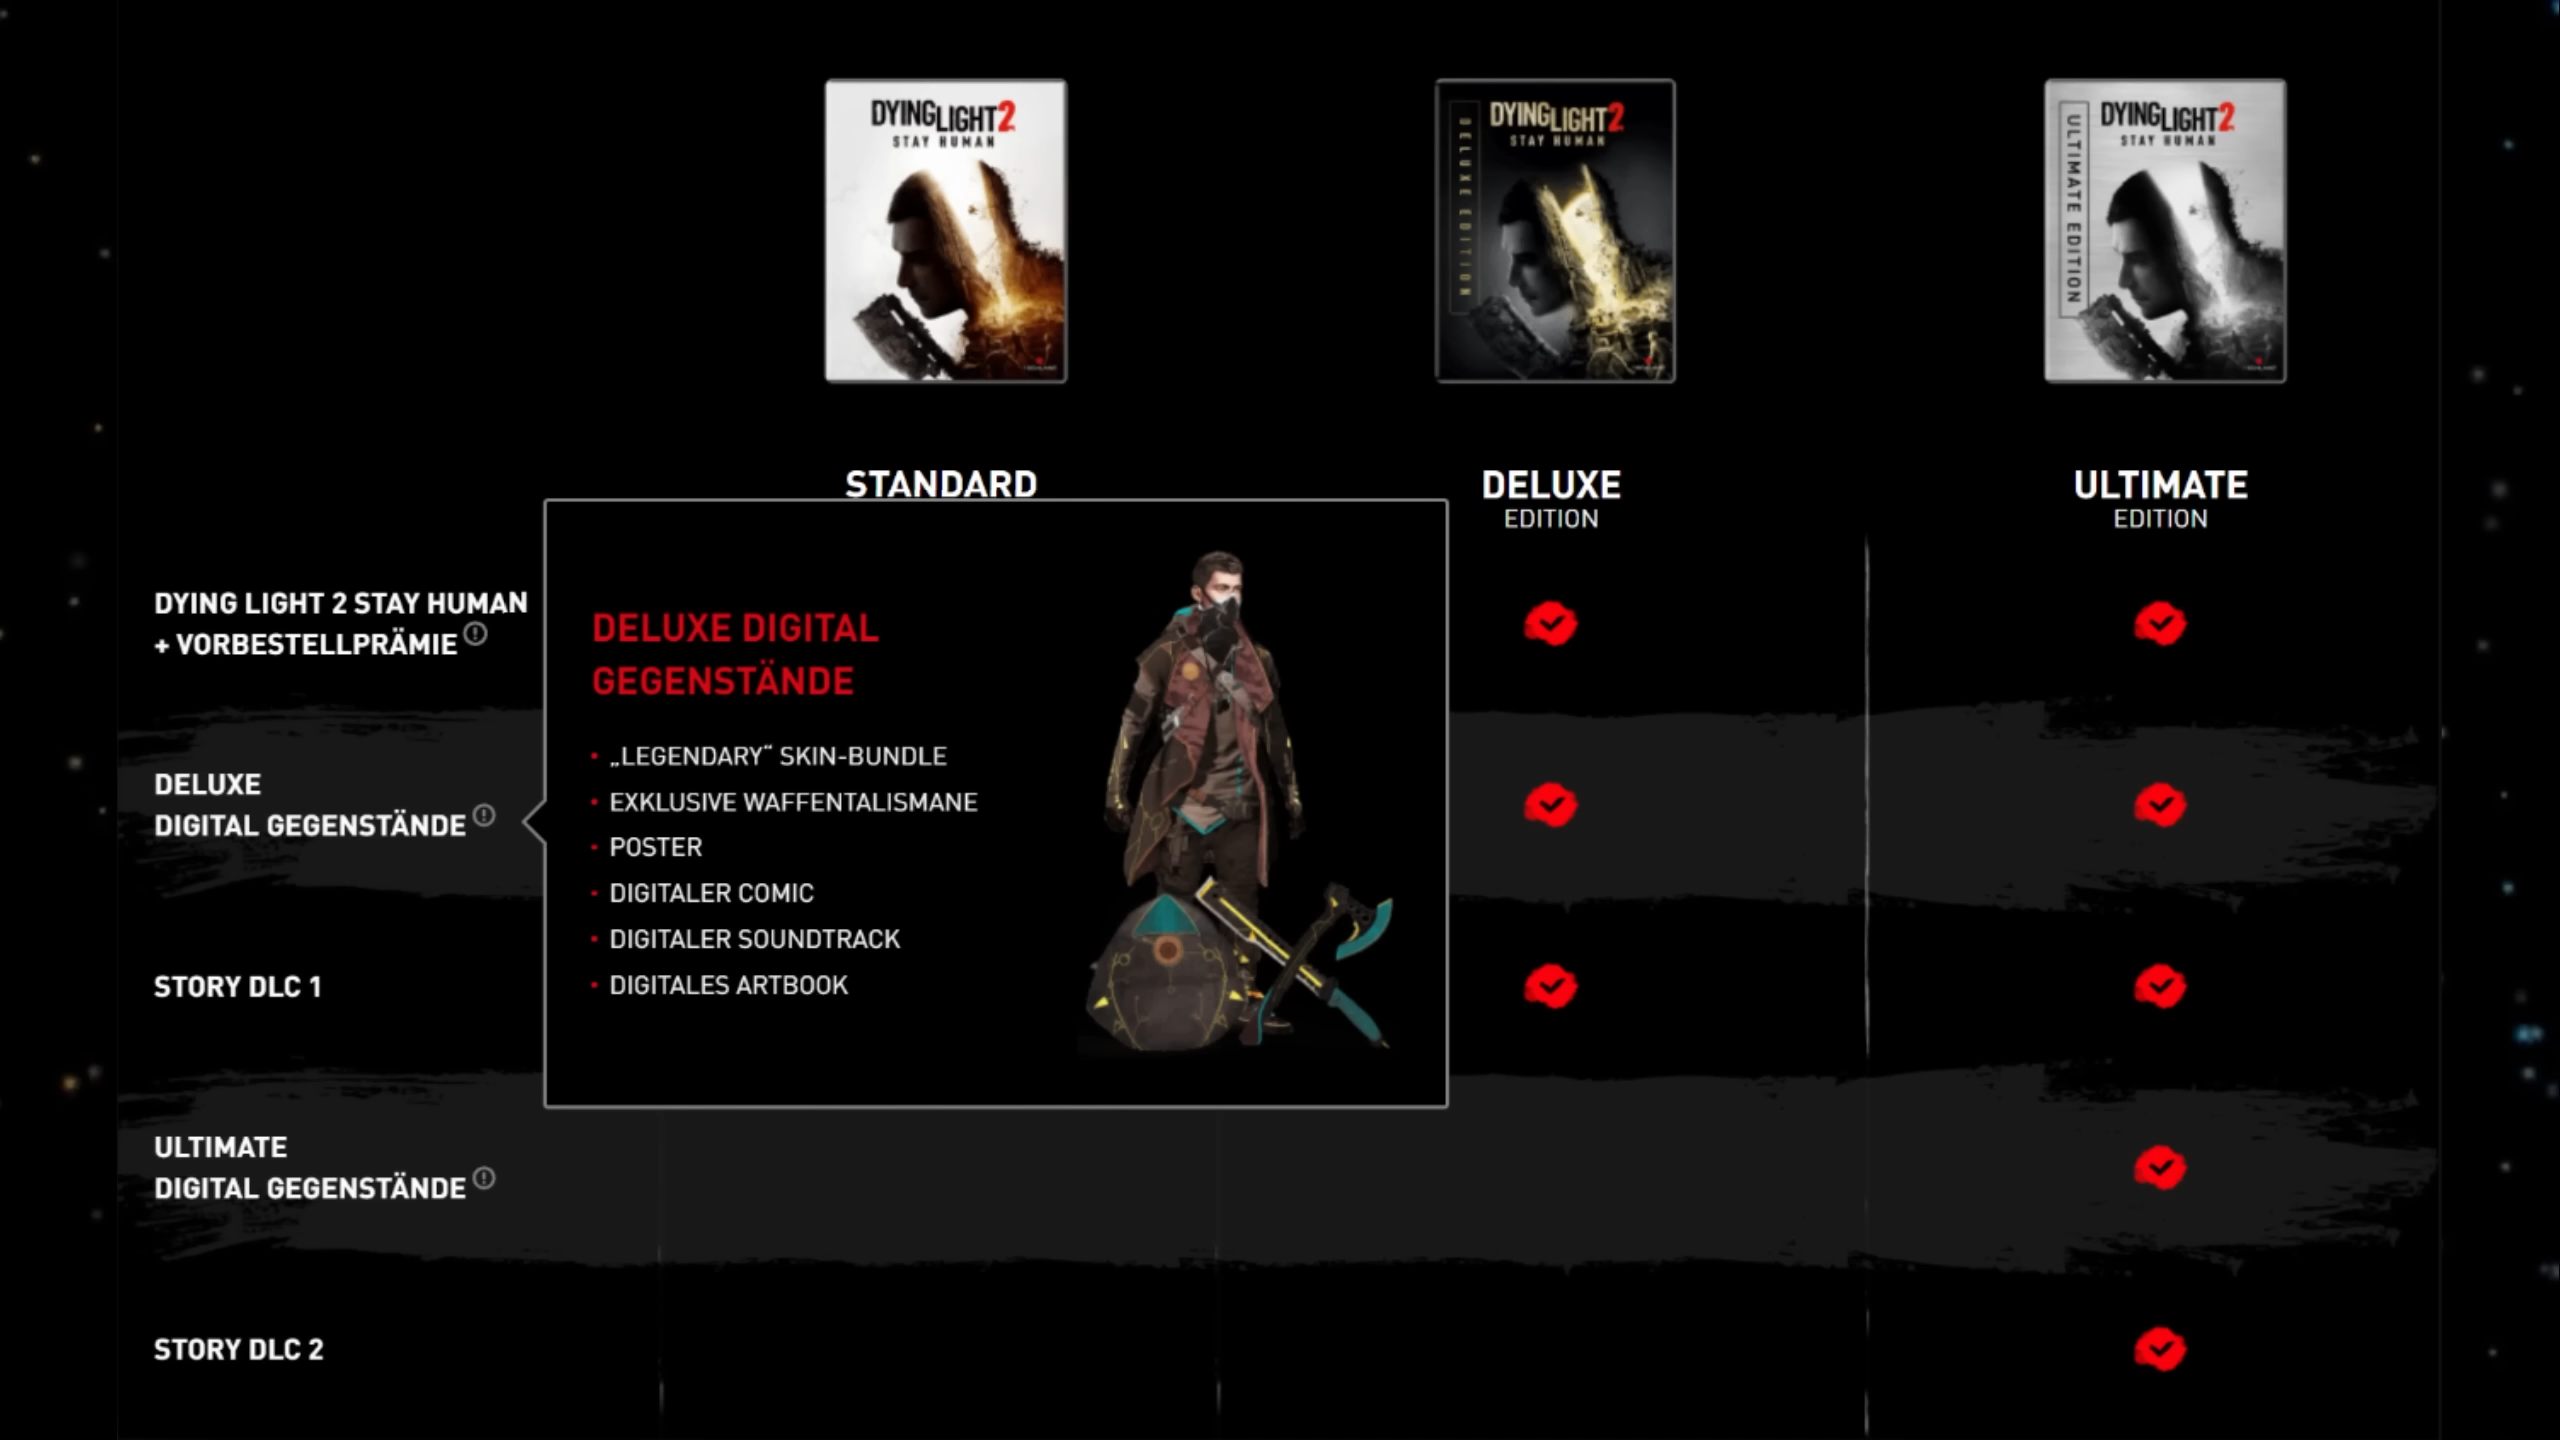 DYING LIGHT 2
STAY HUMAN
DELUXE EDITION
DYING LIGHT 2
STAY HUMAN
ULTIMATE EDITION
DYING LIGHT 2
STAY HUMAN
STANDARD
DELUXE
EDITION
ULTIMATE
EDITION
DYING LIGHT 2 STAY HUMAN
+ VORBESTELLPRÄMIE
DELUXE
DIGITAL GEGENSTÄNDE
STORY DLC 1
ULTIMATE
DIGITAL GEGENSTÄNDE
STORY DLC 2
DELUXE DIGITAL
GEGENSTÄNDE
• „LEGENDARY“ SKIN-BUNDLE
• EXKLUSIVE WAFFENTALISMANE
• POSTER
• DIGITALER COMIC
• DIGITALER SOUNDTRACK
• DIGITALES ARTBOOK